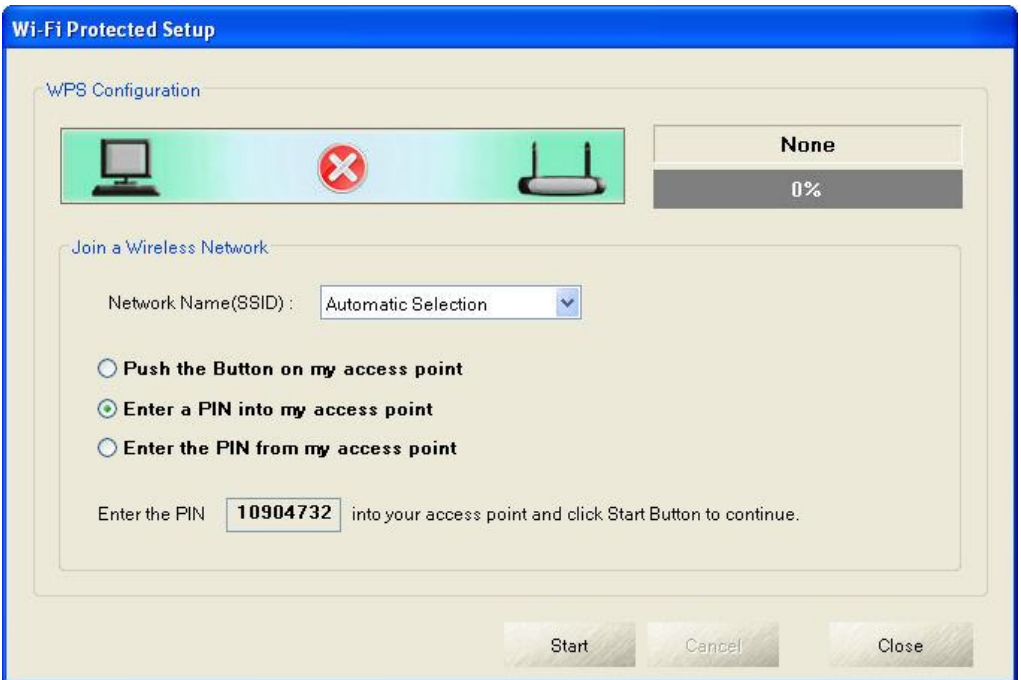 Wi-Fi Protected Setup
WPS Configuration
None
0%
Join a Wireless Network
Network Name(SSID) : Automatic Selection
Push the Button on my access point
Enter a PIN into my access point
Enter the PIN from my access point
Enter the PIN 10904732 into your access point and click Start Button to continue.
Start Cancel Close